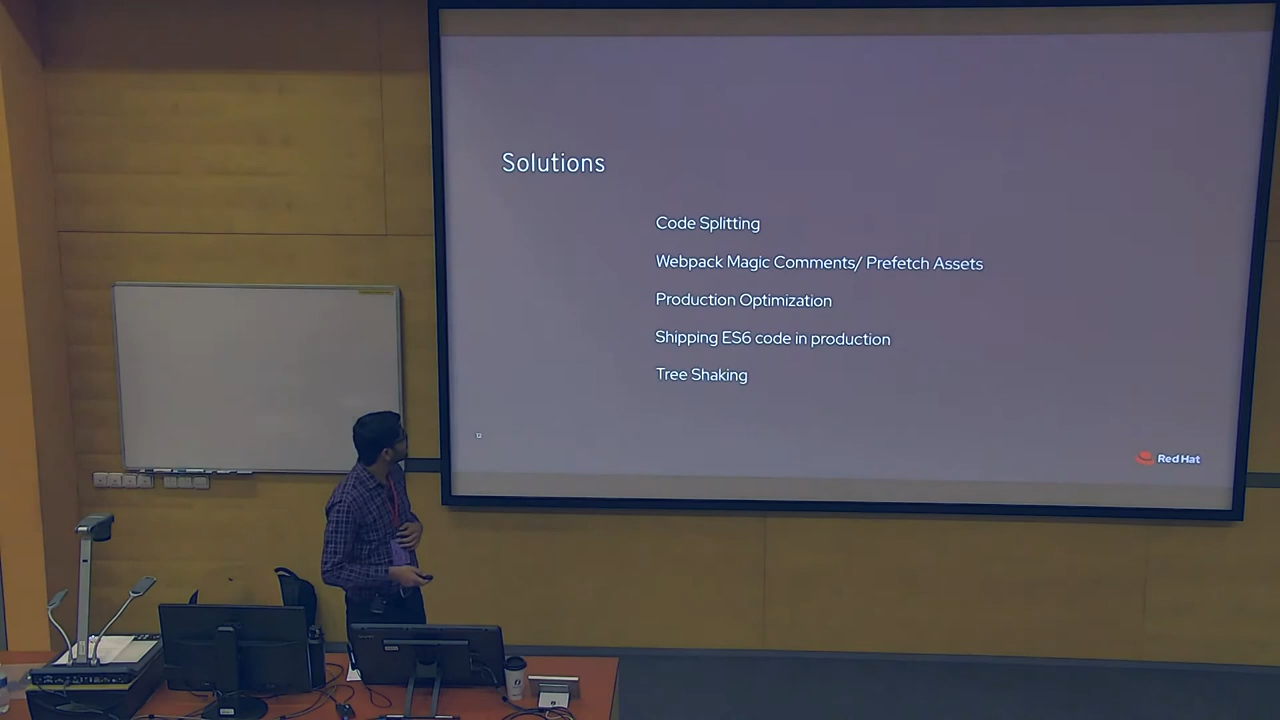 Solutions
Code Splitting
Webpack Magic Comments/ Prefetch Assets
Production Optimization
Shipping ES6 code in production
Tree Shaking
12
Red Hat